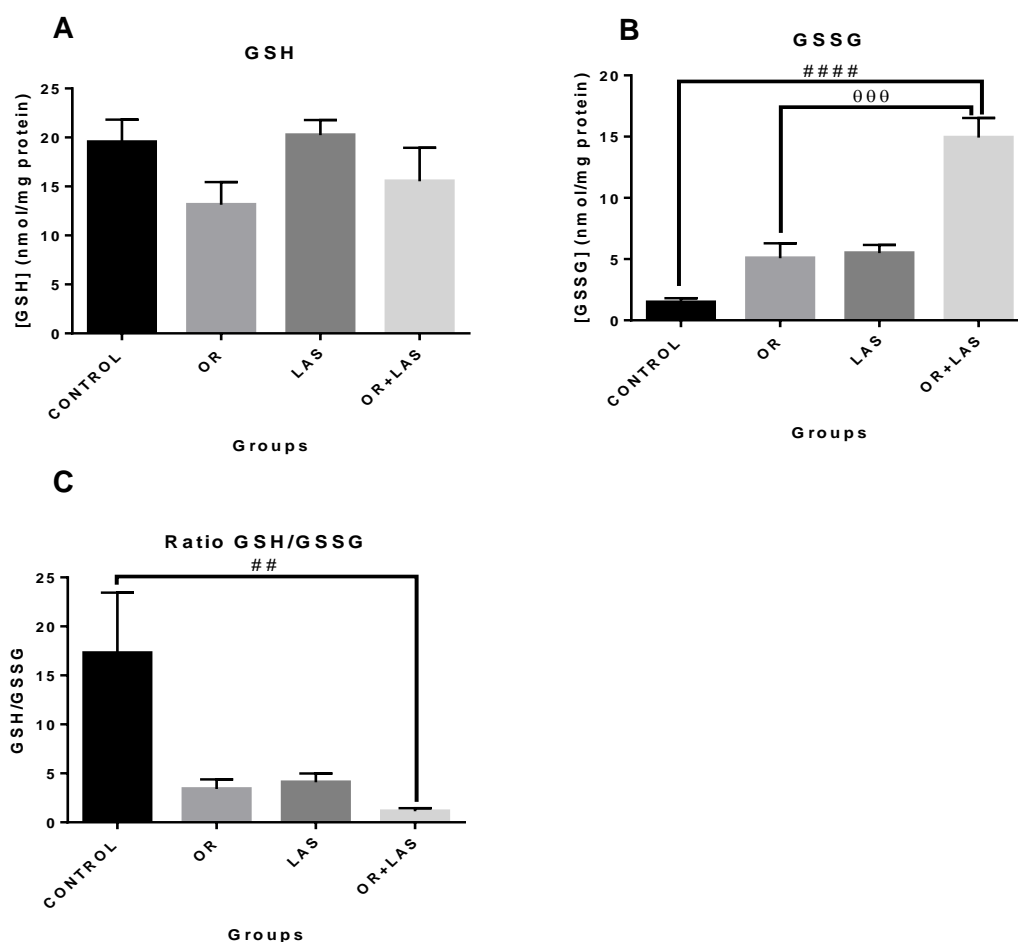 A
GSH
[GSH] (nmol/mg protein)
25
20
15
10
5
0
CONTROL
OR
LAS
OR+LAS
Groups
B
GSSG
####
θθθ
[GSSG] (nmol/mg protein)
20
15
10
5
0
CONTROL
OR
LAS
OR+LAS
Groups
C
Ratio GSH/GSSG
##
GSH/GSSG
25
20
15
10
5
0
CONTROL
OR
LAS
OR+LAS
Groups